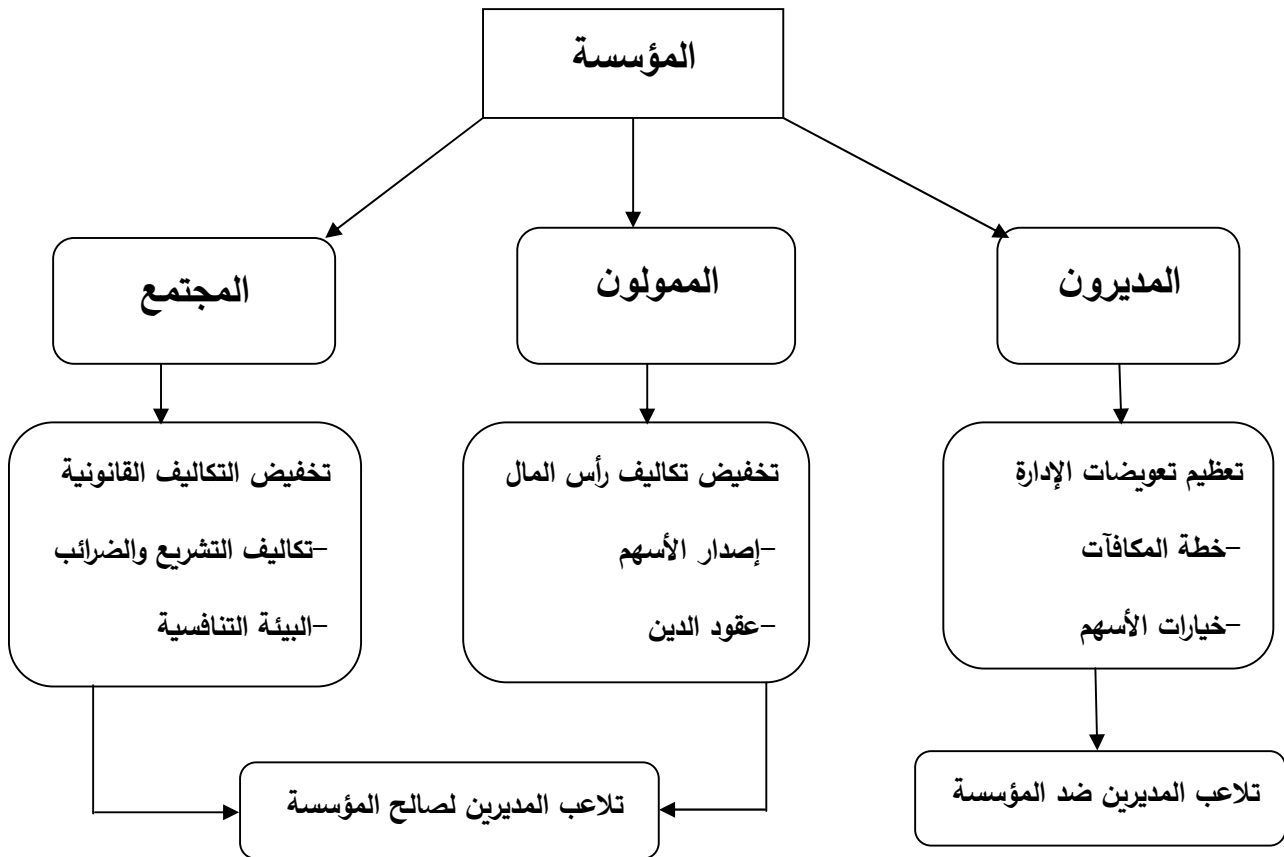 المؤسسة
المديرون
الممولون
المجتمع
تعظيم تعويضات الإدارة
-خطة المكافآت
-خيارات الأسهم
تخفيض تكاليف رأس المال
-إصدار الأسهم
-عقود الدين
تخفيض التكاليف القانونية
-تكاليف التشريع والضرائب
-البيئة التنافسية
تلاعب المديرين ضد المؤسسة
تلاعب المديرين لصالح المؤسسة